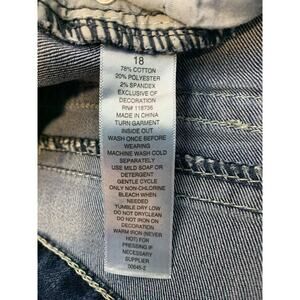 18
78% COTTON
20% POLYESTER
2% SPANDEX
EXCLUSIVE OF
DECORATION
RN# 118736
MADE IN CHINA
TURN GARMENT
INSIDE OUT
WASH ONCE BEFORE
WEARING
MACHINE WASH COLD
SEPARATELY
USE MILD SOAP OR
DETERGENT
GENTLE CYCLE
ONLY NON-CHLORINE
BLEACH WHEN
NEEDED
TUMBLE DRY LOW
DO NOT DRYCLEAN
DO NOT IRON ON
DECORATION
WARM IRON (NEVER
HOT) FOR
PRESSING IF
NECESSARY
SUPPLIER
00645-2